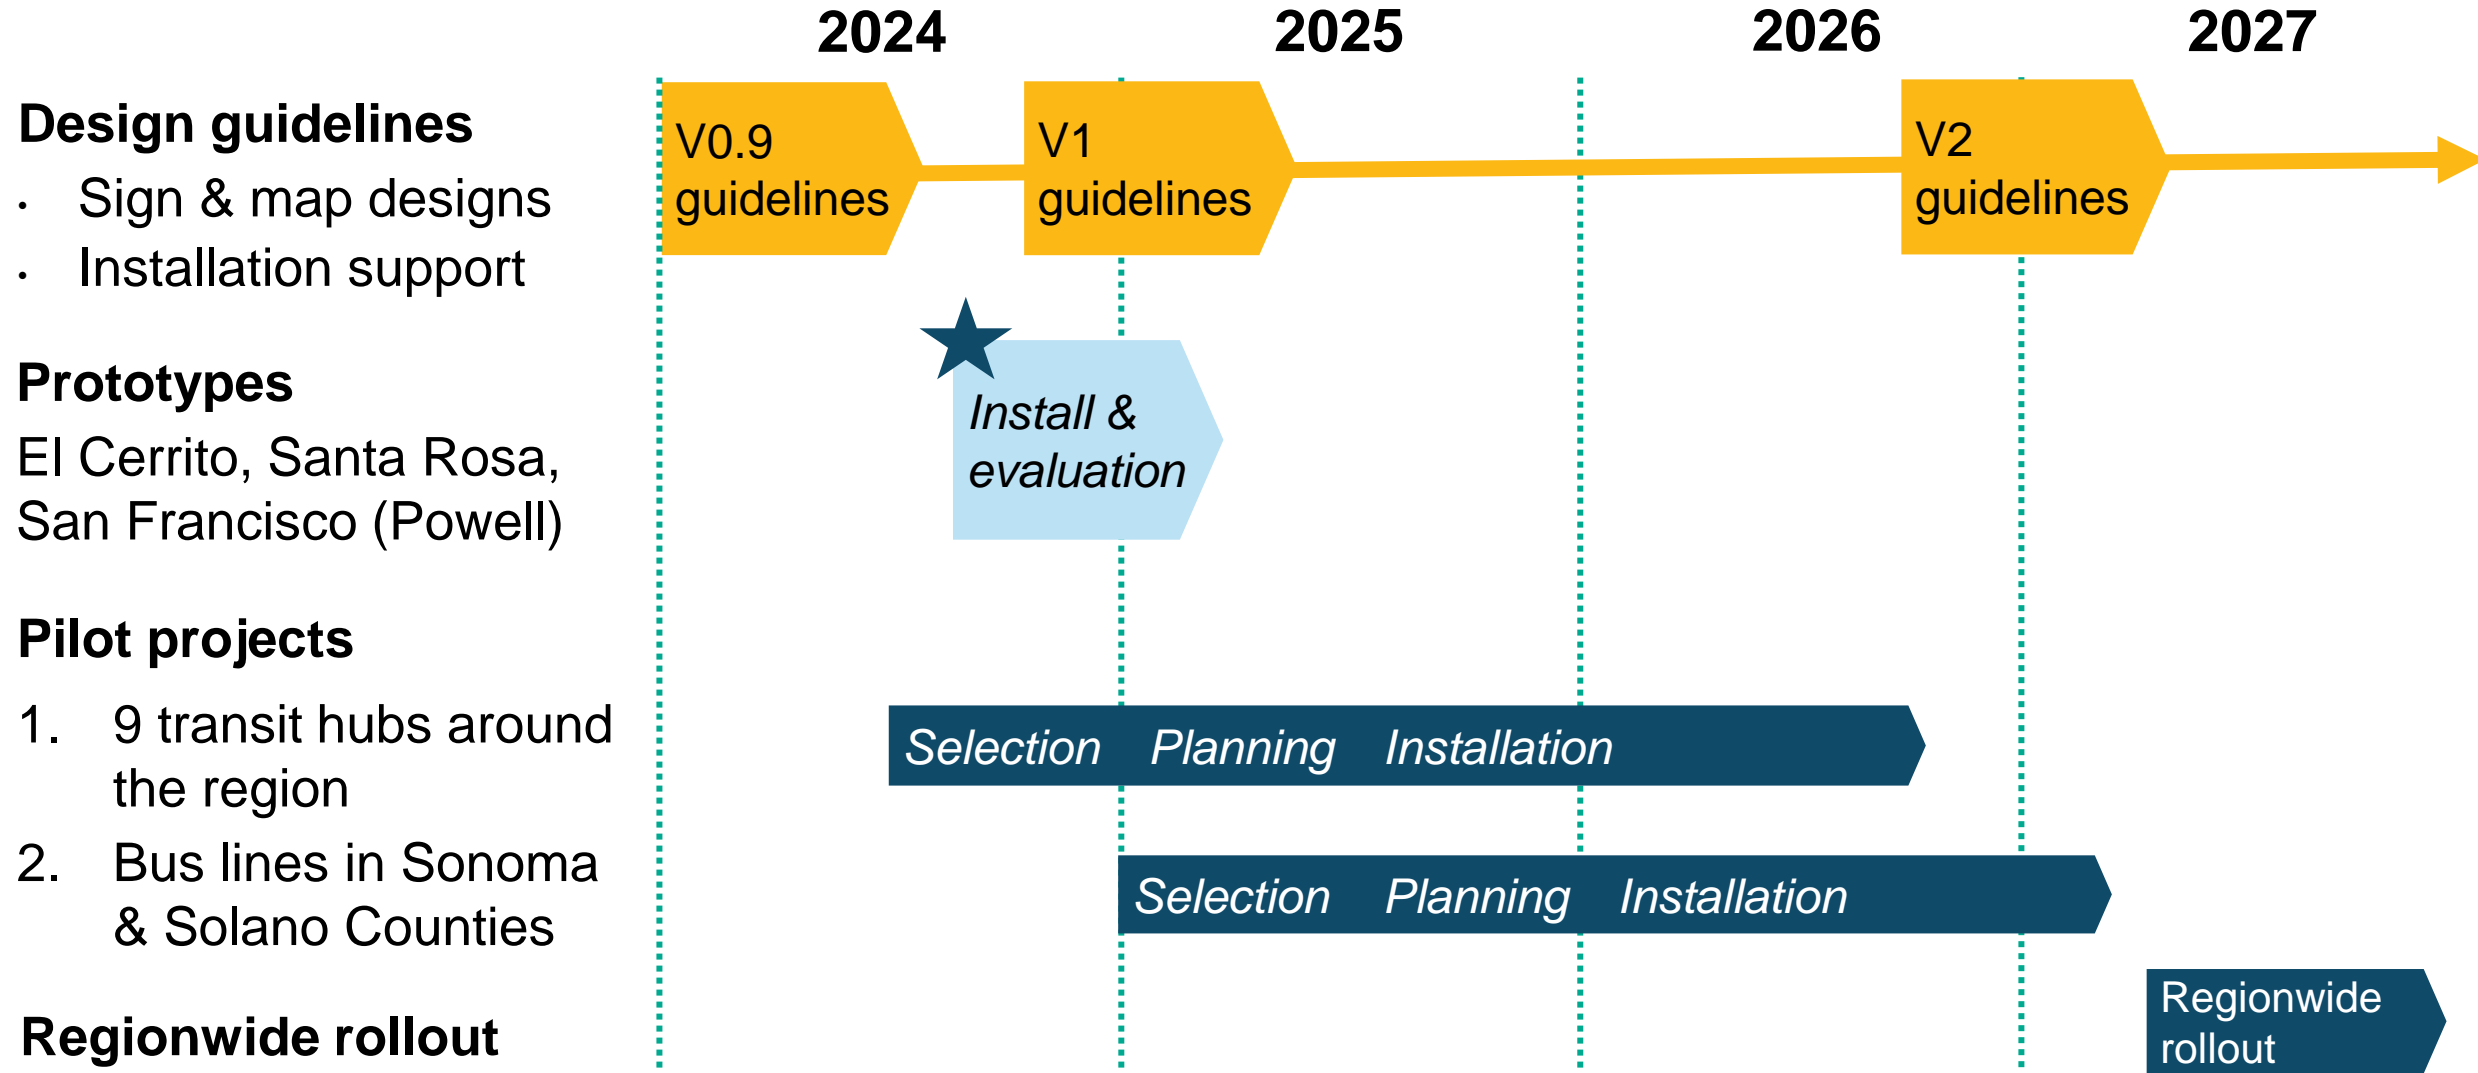 2024 2025 2026 2027
Design guidelines
• Sign & map designs
• Installation support
V0.9
guidelines
V1
guidelines
V2
guidelines
Prototypes
El Cerrito, Santa Rosa,
San Francisco (Powell)
Install &
evaluation
Pilot projects
1. 9 transit hubs around
the region
Selection Planning Installation
2. Bus lines in Sonoma
& Solano Counties
Selection Planning Installation
Regionwide rollout
Regionwide
rollout